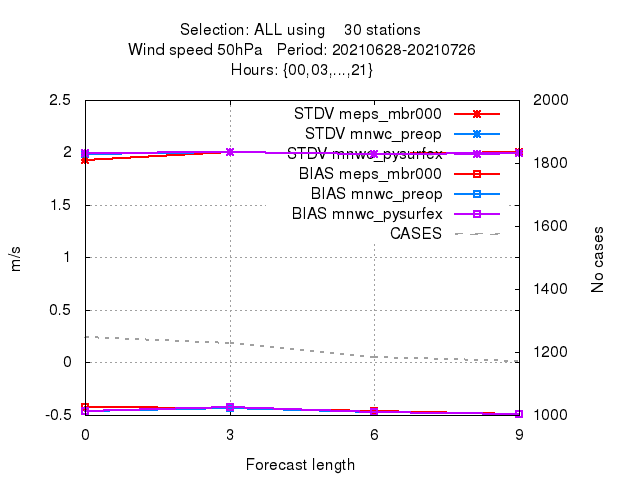 Selection: ALL using 30 stations
Wind speed 50hPa Period: 20210628-20210726
Hours: {00,03,...,21}
2.5
2
1.5
1
0.5
0
-0.5
m/s
STDV meps_mbr000
STDV mnwc_preop
STDV mnwc_pysurfex
BIAS meps_mbr000
BIAS mnwc_preop
BIAS mnwc_pysurfex
CASES
2000
1800
1600
1400
1200
1000
No cases
0 3 6 9
Forecast length